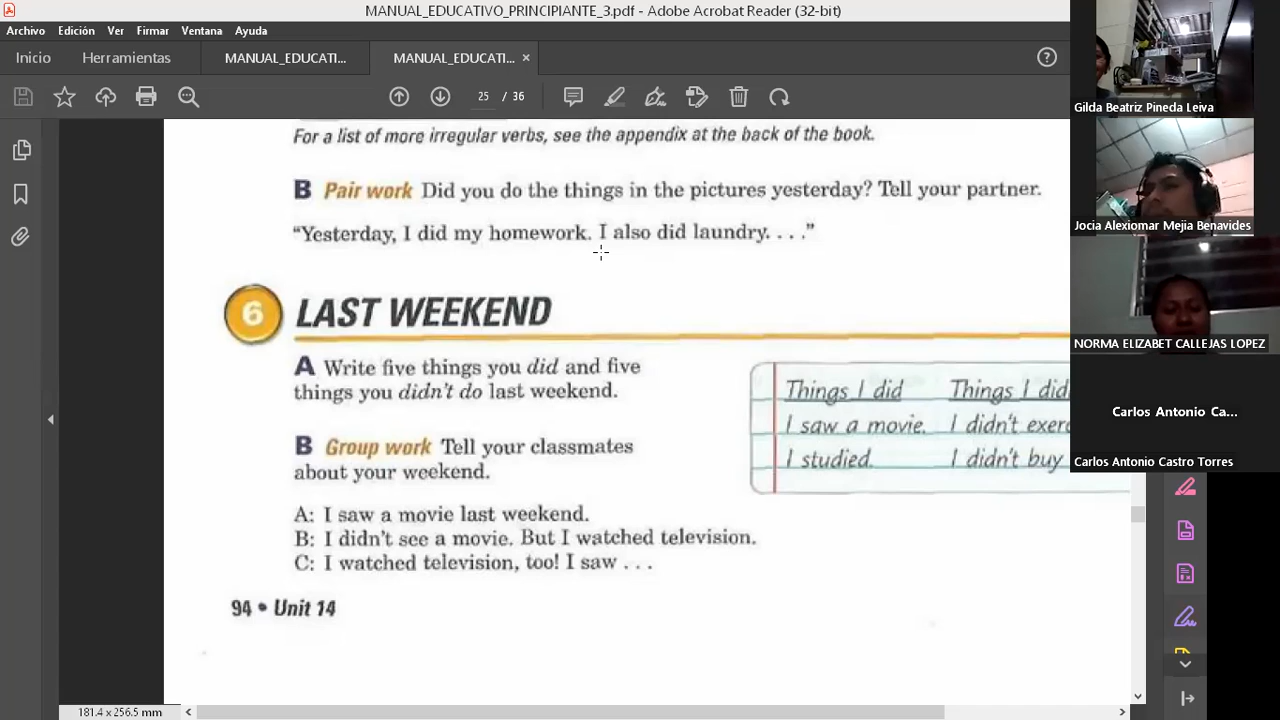 MANUAL_EDUCATIVO_PRINCIPIANTE_3.pdf - Adobe Acrobat Reader (32-bit)
Archivo Edición Ver Firmar Ventana Ayuda
Inicio Herramientas MANUAL_EDUCATI... MANUAL_EDUCATI... ×
25 / 36
For a list of more irregular verbs, see the appendix at the back of the book.
B Pair work Did you do the things in the pictures yesterday? Tell your partner.
“Yesterday, I did my homework. I also did laundry. . . .”
6 LAST WEEKEND
A Write five things you did and five
things you didn't do last weekend.
B Group work Tell your classmates
about your weekend.
A: I saw a movie last weekend.
B: I didn't see a movie. But I watched television.
C: I watched television, too! I saw . . .
94 • Unit 14
Things I did Things I did
I saw a movie. I didn't exerc
I studied. I didn't buy
181.4 x 256.5 mm
Gilda Beatriz Pineda Leiva
Jocia Alexiomar Mejia Benavides
NORMA ELIZABET CALLEJAS LOPEZ
Carlos Antonio Ca...
Carlos Antonio Castro Torres